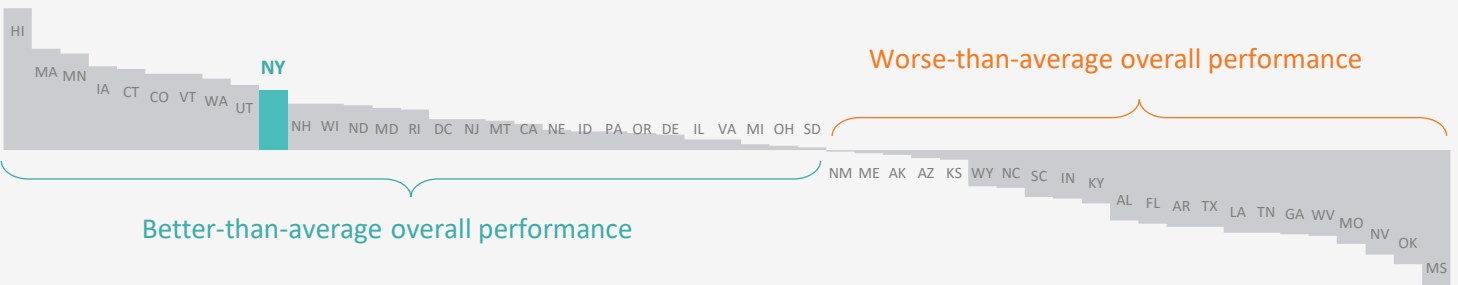 HI
MA MN IA CT CO VT WA UT NY NH WI ND MD RI DC NJ MT CA NE ID PA OR DE IL VA MI OH SD
Worse-than-average overall performance
NM ME AK AZ KS WY NC SC IN KY AL FL AR TX LA TN GA WV MO NV OK MS
Better-than-average overall performance